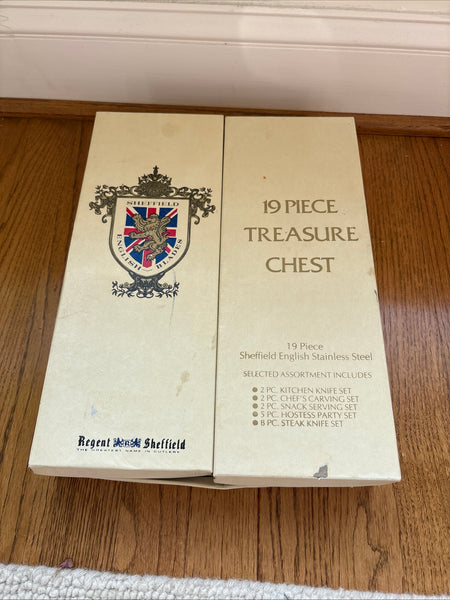 SHEFFIELD
ENGLISH BLADES
Regent Sheffield
THE GREATEST NAME IN CUTLERY
19 PIECE
TREASURE
CHEST
19 Piece
Sheffield English Stainless Steel
SELECTED ASSORTMENT INCLUDES
● 2 PC. KITCHEN KNIFE SET
● 2 PC. CHEF'S CARVING SET
● 2 PC. SNACK SERVING SET
● 5 PC. HOSTESS PARTY SET
● 8 PC. STEAK KNIFE SET